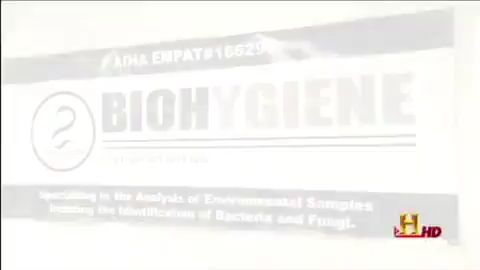 AIHA EMPAT#16629
BIOHYGIENE
Specializing in the Analysis of Environmental Samples
Including the Identification of Bacteria and Fungi.
H HD